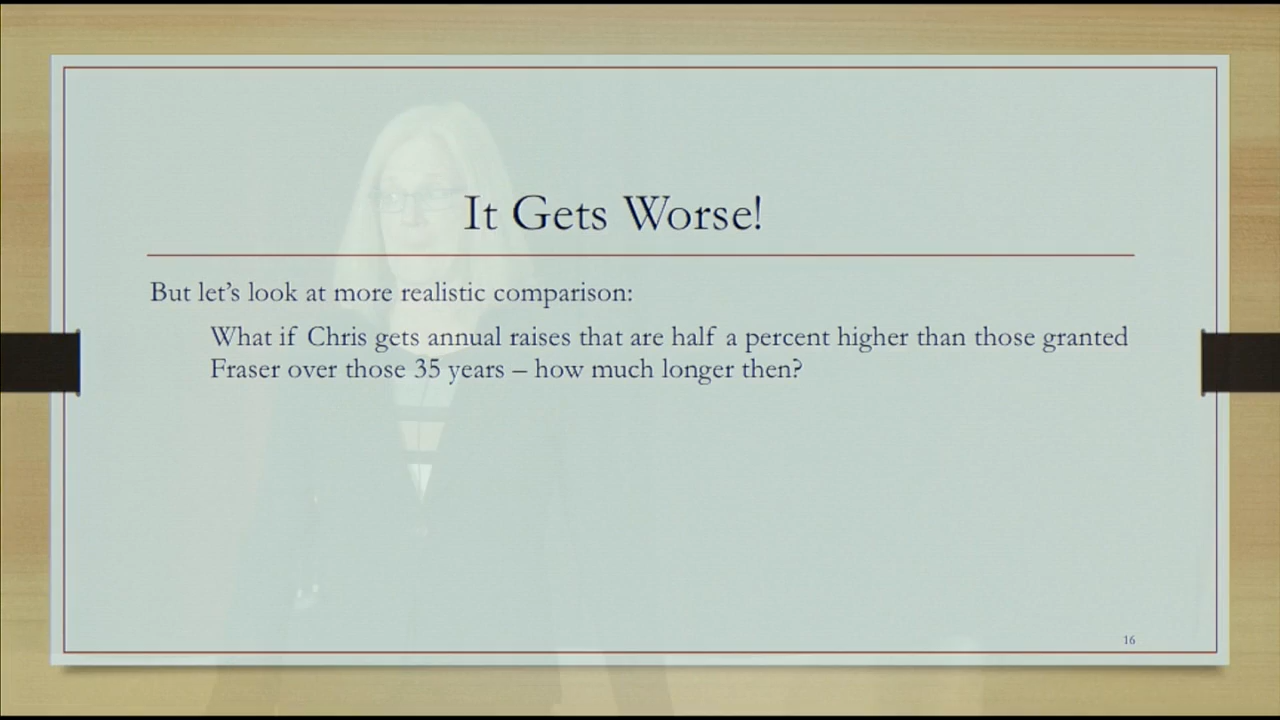 It Gets Worse!
But let's look at more realistic comparison:
What if Chris gets annual raises that are half a percent higher than those granted
Fraser over those 35 years – how much longer then?
16